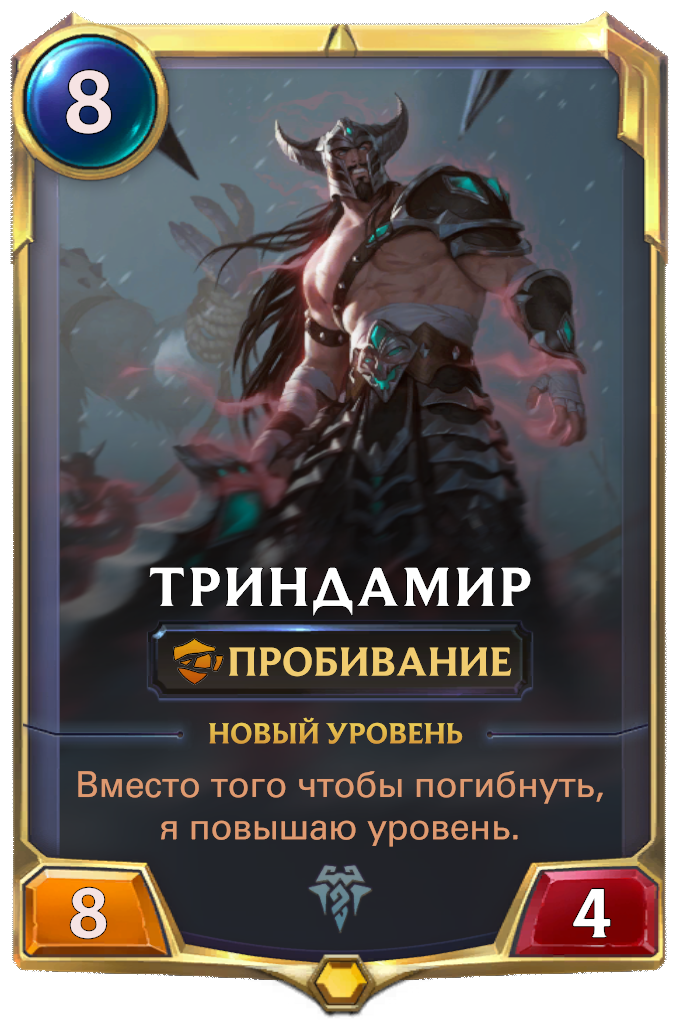 8
ТРИНДАМИР
ПРОБИВАНИЕ
НОВЫЙ УРОВЕНЬ
Вместо того чтобы погибнуть,
я повышаю уровень.
8
4